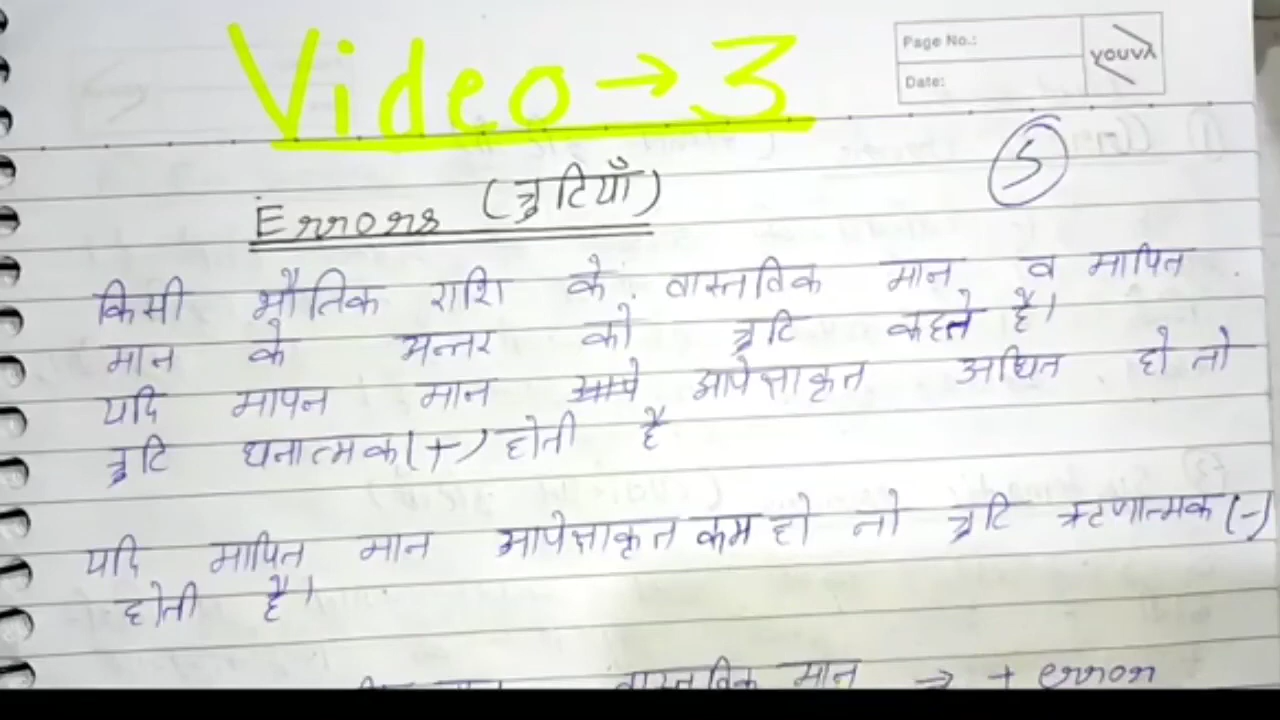 Video → 3
Page No.:
Date:
youva
5
Errors (त्रुटियाँ)
किसी भौतिक राशि के वास्तविक मान व मापित
मान के अन्तर को त्रुटि कहते है।
यदि मापन मान आपेक्षाकृत अधित हो तो
त्रुटि धनात्मक(+) होती है
यदि मापित मान आपेक्षाकृत कम हो तो त्रुटि ऋणात्मक(-)
होती है।
वास्तविक मान → + error